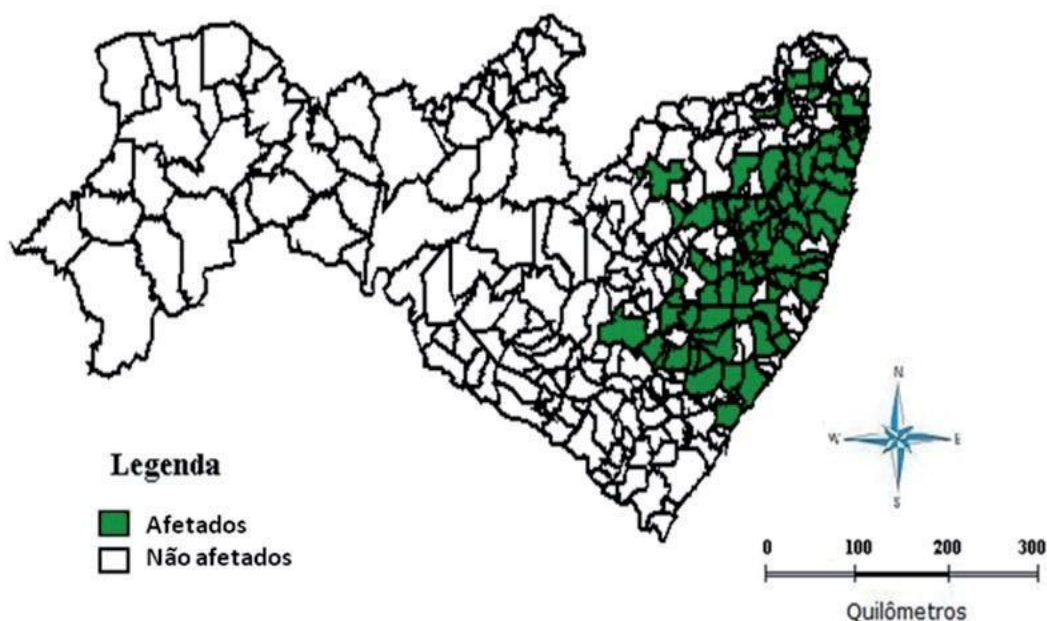 N
W E
S
Legenda
Afetados
Não afetados
0 100 200 300
Quilômetros